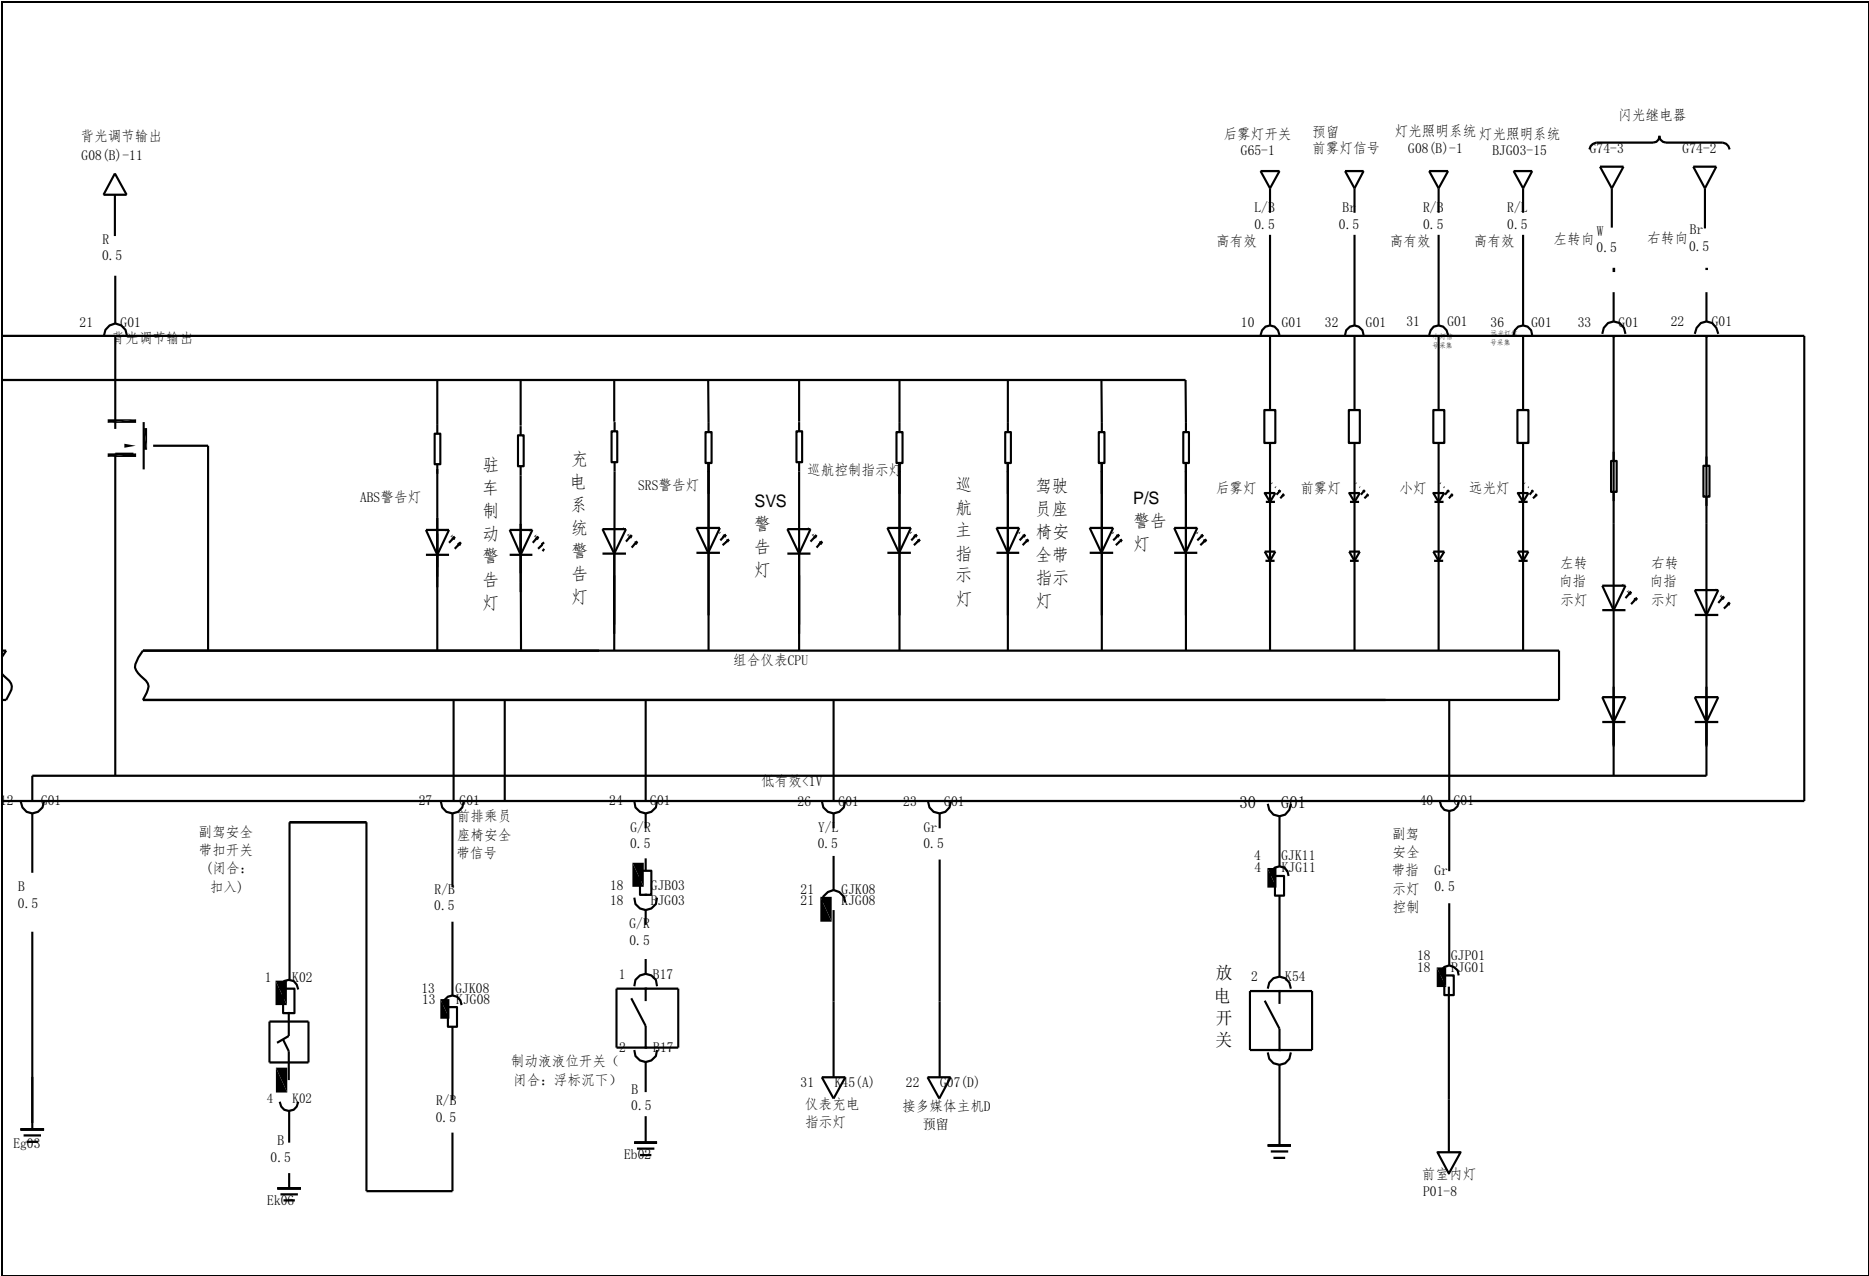 背光调节输出
G08(B)-11
R
0.5
21 G01
背光调节输出
后雾灯开关
G65-1
L/B
0.5
高有效
10 G01
预留
前雾灯信号
Br
0.5
32 G01
灯光照明系统
G08(B)-1
R/B
0.5
高有效
31 G01
灯光照明系统
BJG03-15
R/L
0.5
高有效
36 G01
闪光继电器
G74-3
左转向
W
0.5
33 G01
G74-2
右转向
Br
0.5
22 G01
ABS警告灯
驻车制动警告灯
充电系统警告灯
SRS警告灯
SVS
警告灯
巡航控制指示灯
巡航主指示灯
驾驶
员座
椅安
全带
指示
灯
P/S
警告
灯
后雾灯
前雾灯
小灯
远光灯
左转
向指
示灯
右转
向指
示灯
组合仪表CPU
低有效<1V
12 G01
B
0.5
Eg03
副驾安全
带扣开关
(闭合:
扣入)
1 K02
4 K02
B
0.5
Ek06
27 G01
前排乘员
座椅安全
带信号
R/B
0.5
13 GJK08
13 KJG08
R/B
0.5
24 G01
G/R
0.5
18 GJB03
18 BJG03
G/R
0.5
1 B17
2 B17
制动液液位开关(
闭合: 浮标沉下)
B
0.5
Eb02
26 G01
Y/L
0.5
21 GJK08
21 KJG08
31 K45(A)
仪表充电
指示灯
23 G01
Gr
0.5
22 G07(D)
接多媒体主机D
预留
30 G01
4 GJK11
4 KJG11
放电开关
2 K54
40 G01
副驾
安全
带指
示灯
控制
Gr
0.5
18 GJP01
18 PJG01
前室内灯
P01-8